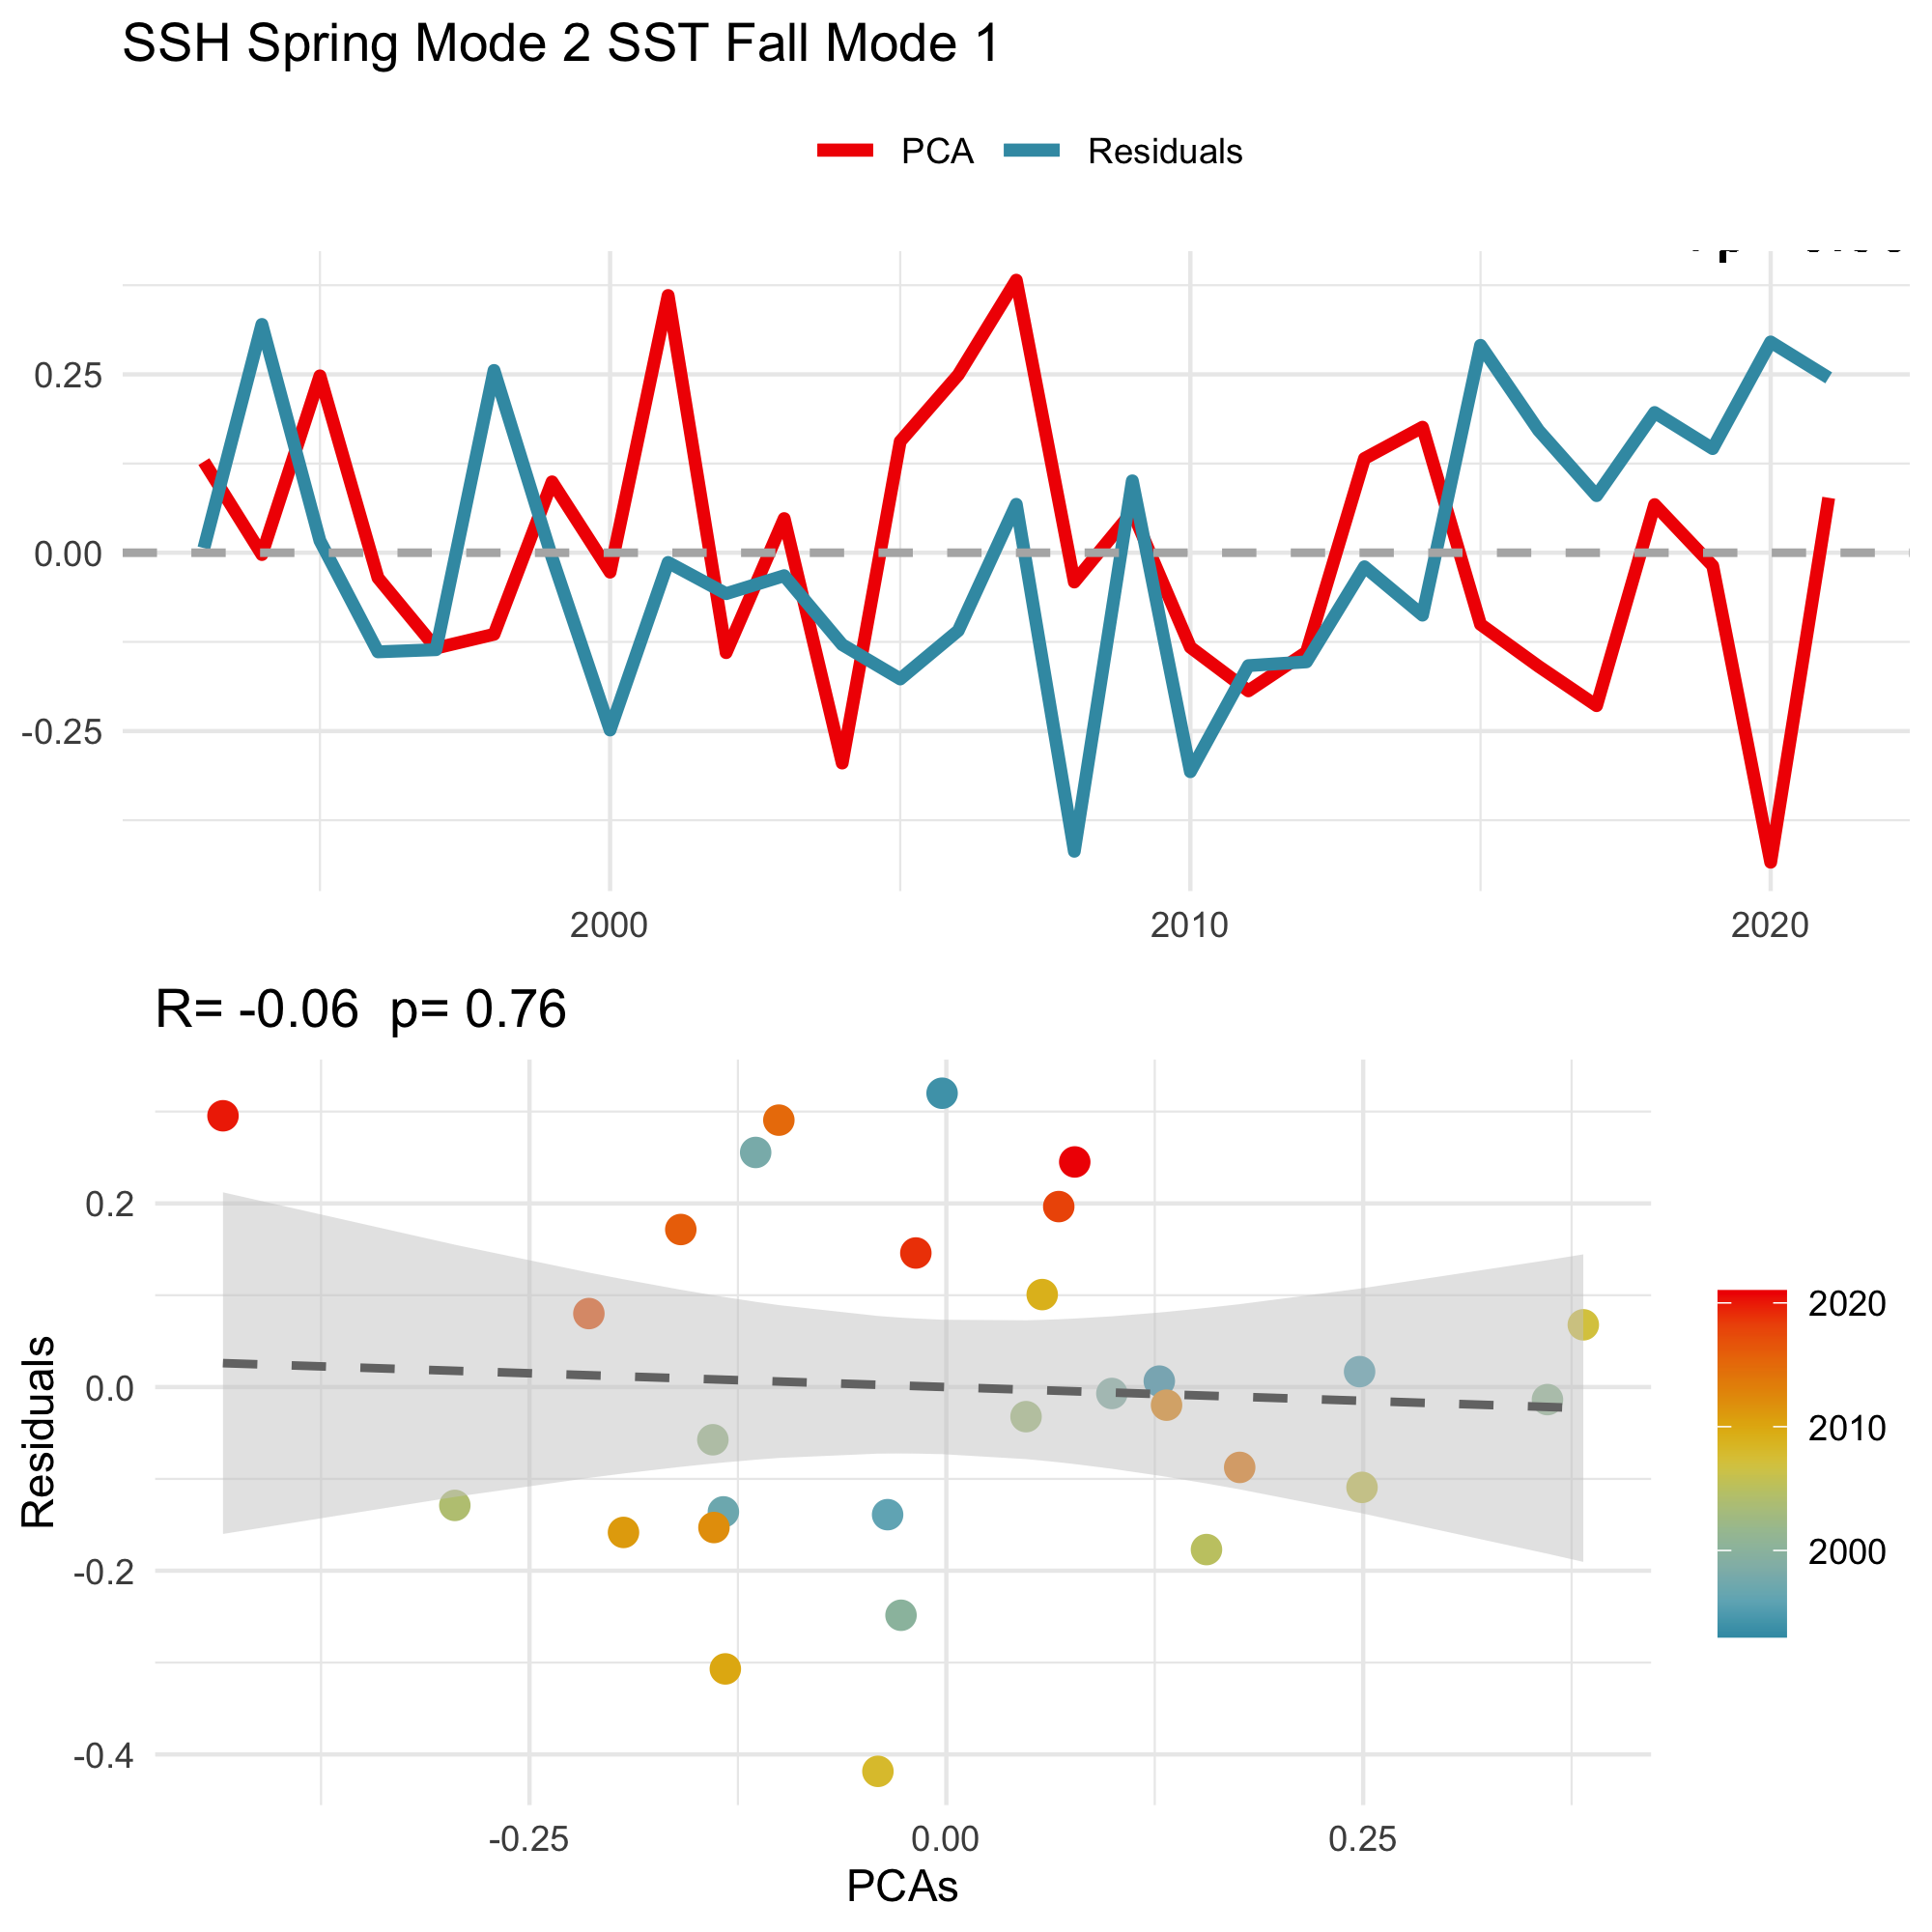 SSH Spring Mode 2 SST Fall Mode 1
PCA Residuals
0.25
0.00
-0.25
2000 2010 2020
R= -0.06 p= 0.76
Residuals
0.2
0.0
-0.2
-0.4
-0.25 0.00 0.25
PCAs
2020
2010
2000